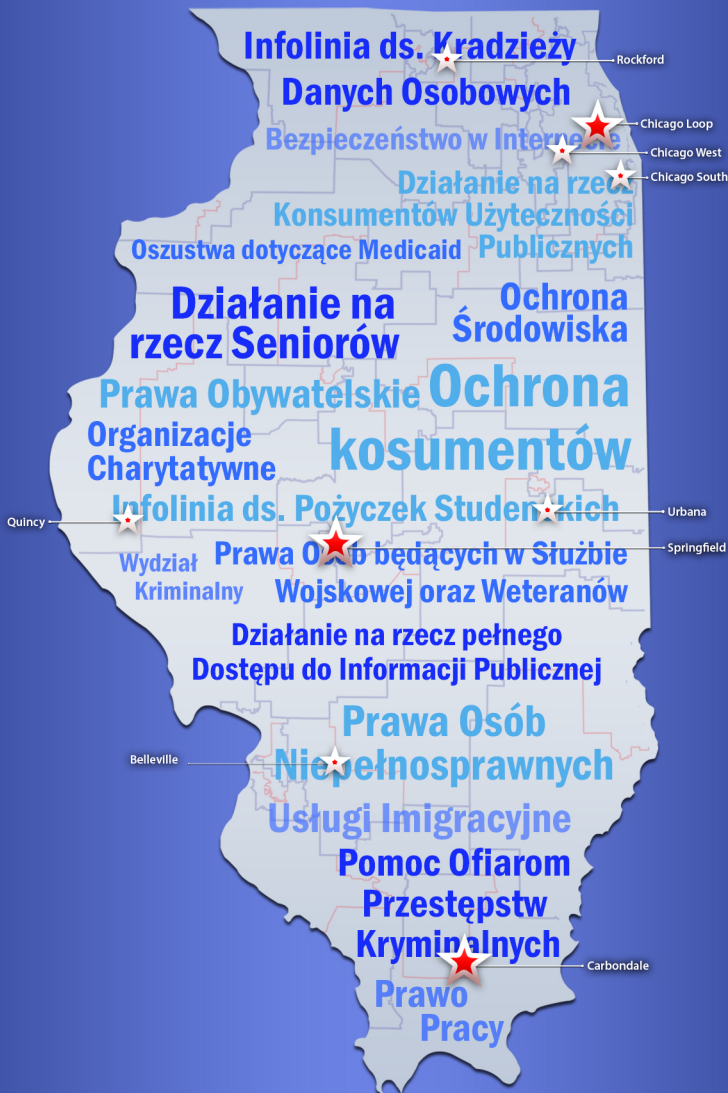 Infolinia ds. Kradzieży
Rockford
Danych Osobowych
Chicago Loop
Bezpieczeństwo w Internecie
Chicago West
Działanie na rzecz
Chicago South
Konsumentów Użyteczności
Publicznych
Oszustwa dotyczące Medicaid
Działanie na
rzecz Seniorów
Ochrona
Środowiska
Prawa Obywatelskie
Ochrona
kosumentów
Organizacje
Charytatywne
Infolinia ds. Pożyczek Studenckich
Urbana
Quincy
Springfield
Wydział
Kriminalny
Prawa Osób będących w Służbie
Wojskowej oraz Weteranów
Działanie na rzecz pełnego
Dostępu do Informacji Publicznej
Prawa Osób
Niepełnosprawnych
Belleville
Usługi Imigracyjne
Pomoc Ofiarom
Przestępstw
Kryminalnych
Carbondale
Prawo
Pracy